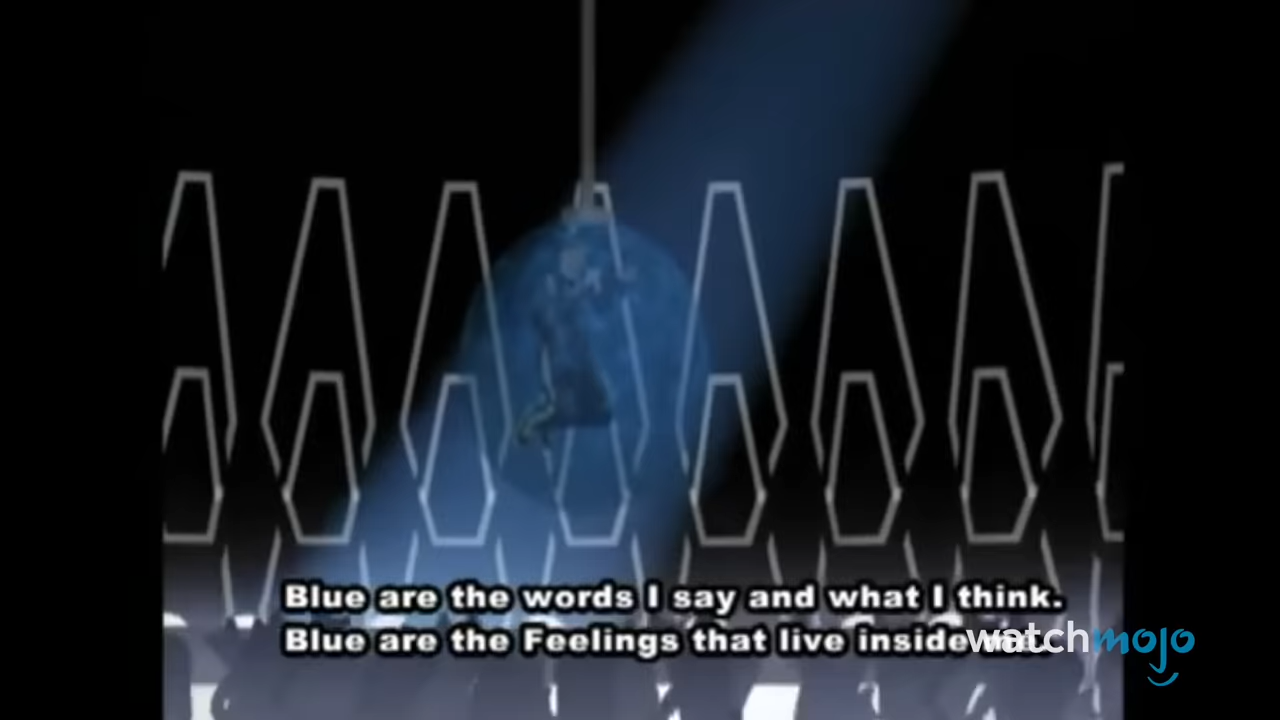 Blue are the words I say and what I think.
Blue are the Feelings that live inside
watchmojo